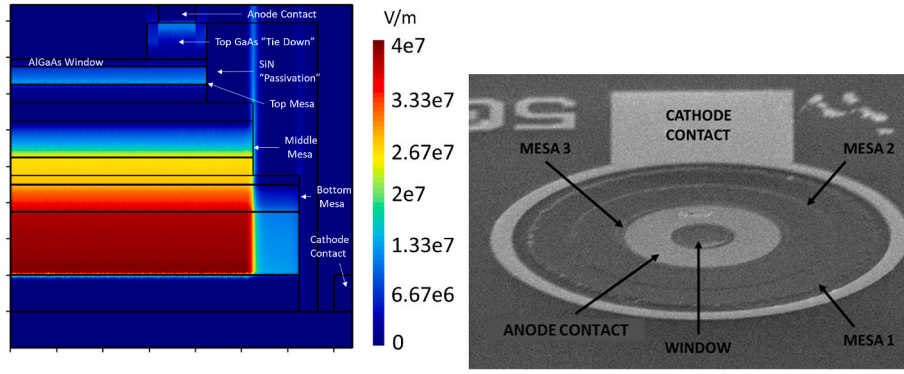 V/m
Anode Contact
Top GaAs “Tie Down”
AlGaAs Window
SiN
“Passivation”
Top Mesa
Middle
Mesa
Bottom
Mesa
Cathode
Contact
4e7
3.33e7
2.67e7
2e7
1.33e7
6.67e6
0
CATHODE
CONTACT
MESA 3
MESA 2
ANODE CONTACT
WINDOW
MESA 1